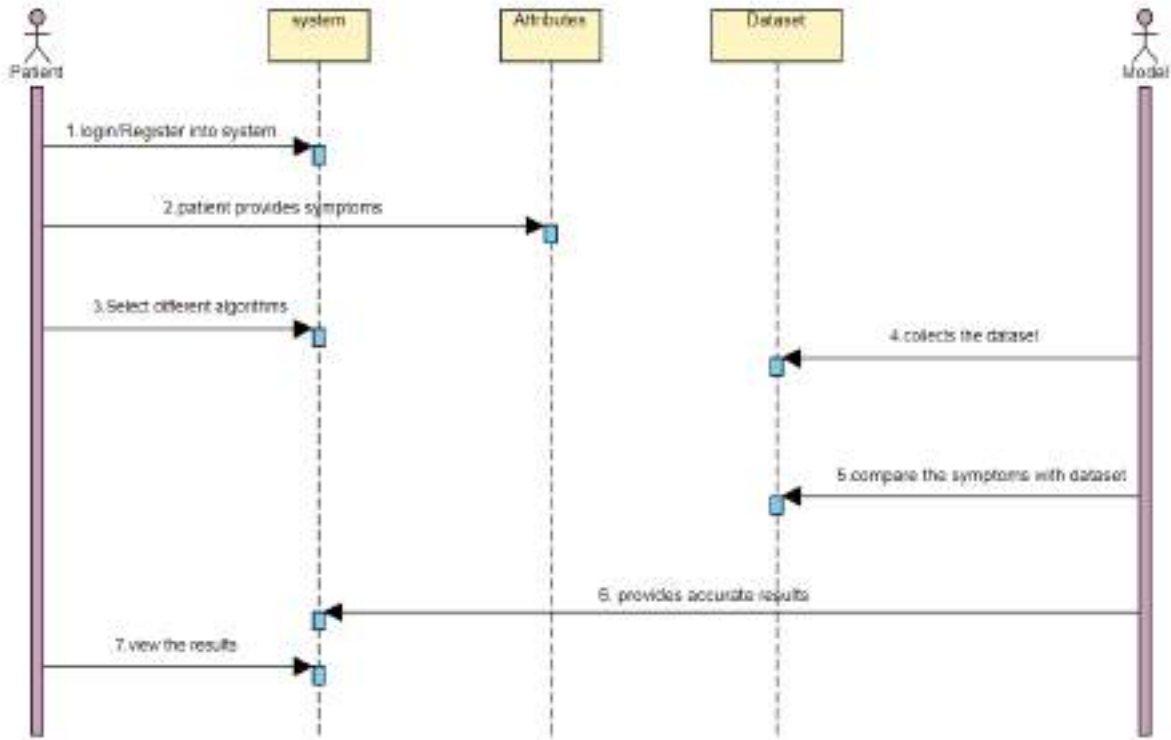 system
Attributes
Dataset
Patient
Model
1.login/Register into system
2.patient provides symptoms
3.Select different algorithms
4.collects the dataset
5.compare the symptoms with dataset
6. provides accurate results
7.view the results